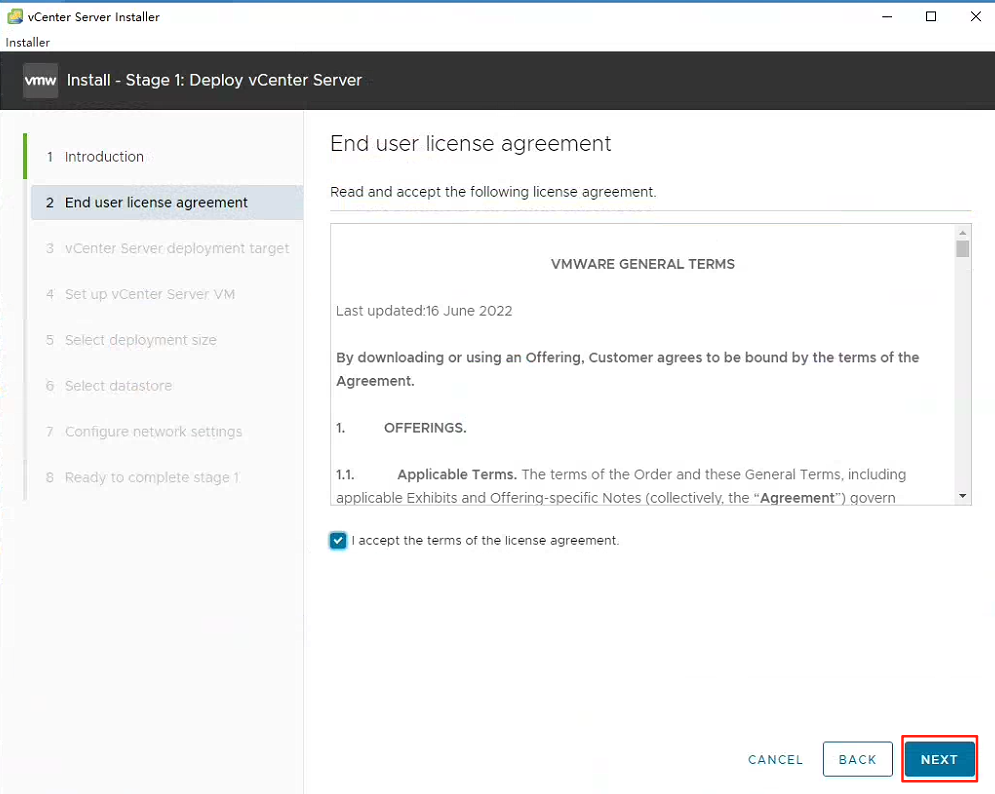 vCenter Server Installer
Installer
vmw Install - Stage 1: Deploy vCenter Server
1 Introduction
2 End user license agreement
3 vCenter Server deployment target
4 Set up vCenter Server VM
5 Select deployment size
6 Select datastore
7 Configure network settings
8 Ready to complete stage 1
End user license agreement
Read and accept the following license agreement.
VMWARE GENERAL TERMS
Last updated:16 June 2022
By downloading or using an Offering, Customer agrees to be bound by the terms of the
Agreement.
1. OFFERINGS.
1.1. Applicable Terms. The terms of the Order and these General Terms, including
applicable Exhibits and Offering-specific Notes (collectively, the “Agreement”) govern
I accept the terms of the license agreement.
CANCEL BACK NEXT